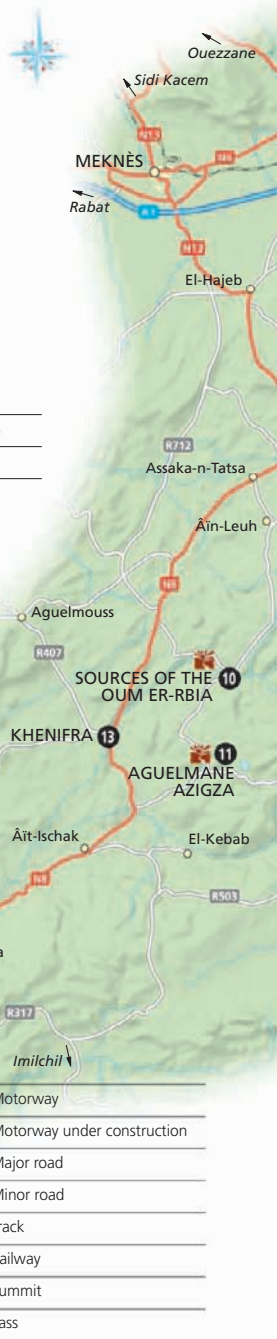 Ouezzane
Sidi Kacem
N13
MEKNÈS
N6
Rabat
A1
N13
El-Hajeb
R712
Assaka-n-Tatsa
Âïn-Leuh
N8
Aguelmouss
R407
SOURCES OF THE
OUM ER-RBIA 10
KHENIFRA 13
11
AGUELMANE
AZIGZA
Âït-Ischak
El-Kebab
N8
R503
a
R317
Imilchil
Motorway
Motorway under construction
Major road
Minor road
rack
ailway
ummit
ass